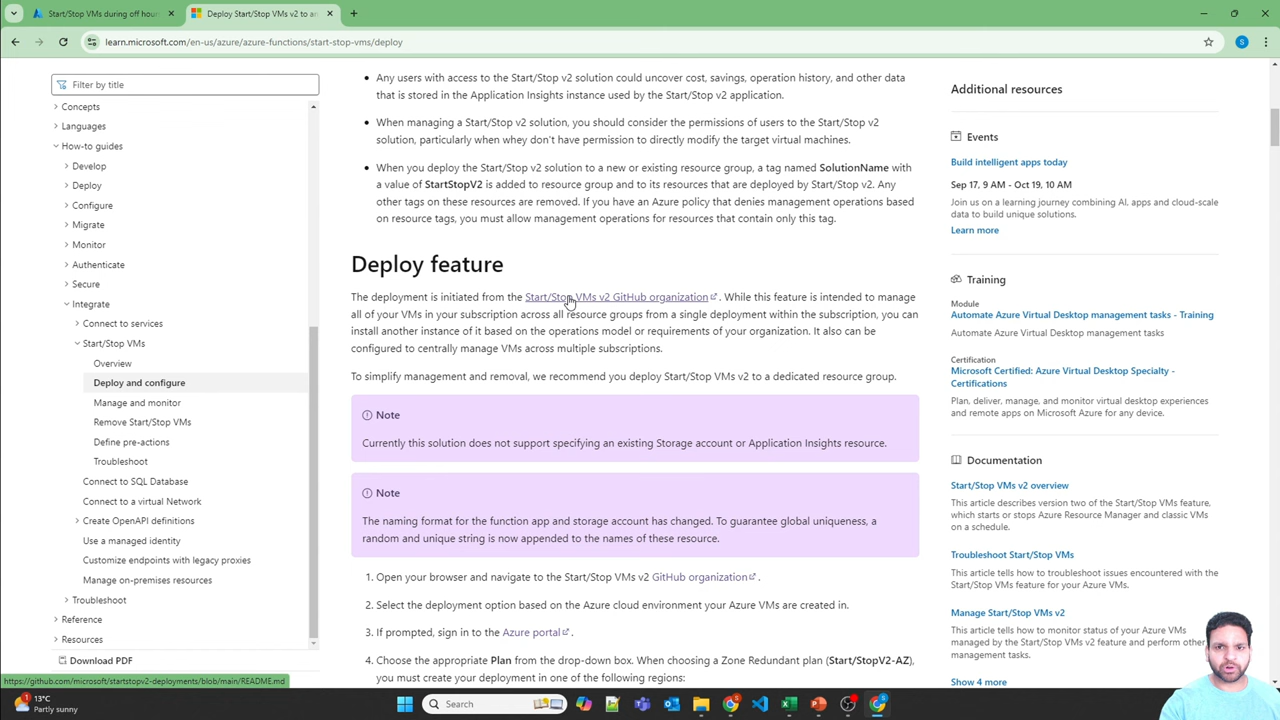 Start/Stop VMs during off hour
Deploy Start/Stop VMs v2 to an
learn.microsoft.com/en-us/azure/azure-functions/start-stop-vms/deploy
S
Filter by title
Concepts
Languages
How-to guides
Develop
Deploy
Configure
Migrate
Monitor
Authenticate
Secure
Integrate
Connect to services
Start/Stop VMs
Overview
Deploy and configure
Manage and monitor
Remove Start/Stop VMs
Define pre-actions
Troubleshoot
Connect to SQL Database
Connect to a virtual Network
Create OpenAPI definitions
Use a managed identity
Customize endpoints with legacy proxies
Manage on-premises resources
Troubleshoot
Reference
Resources
Download PDF
Any users with access to the Start/Stop v2 solution could uncover cost, savings, operation history, and other data
that is stored in the Application Insights instance used by the Start/Stop v2 application.
When managing a Start/Stop v2 solution, you should consider the permissions of users to the Start/Stop v2
solution, particularly when whey don't have permission to directly modify the target virtual machines.
When you deploy the Start/Stop v2 solution to a new or existing resource group, a tag named SolutionName with
a value of StartStopV2 is added to resource group and to its resources that are deployed by Start/Stop v2. Any
other tags on these resources are removed. If you have an Azure policy that denies management operations based
on resource tags, you must allow management operations for resources that contain only this tag.
Deploy feature
The deployment is initiated from the Start/Stop VMs v2 GitHub organization. While this feature is intended to manage
all of your VMs in your subscription across all resource groups from a single deployment within the subscription, you can
install another instance of it based on the operations model or requirements of your organization. It also can be
configured to centrally manage VMs across multiple subscriptions.
To simplify management and removal, we recommend you deploy Start/Stop VMs v2 to a dedicated resource group.
Note
Currently this solution does not support specifying an existing Storage account or Application Insights resource.
Note
The naming format for the function app and storage account has changed. To guarantee global uniqueness, a
random and unique string is now appended to the names of these resource.
1. Open your browser and navigate to the Start/Stop VMs v2 GitHub organization.
2. Select the deployment option based on the Azure cloud environment your Azure VMs are created in.
3. If prompted, sign in to the Azure portal.
4. Choose the appropriate Plan from the drop-down box. When choosing a Zone Redundant plan (Start/StopV2-AZ),
you must create your deployment in one of the following regions:
Additional resources
Events
Build intelligent apps today
Sep 17, 9 AM - Oct 19, 10 AM
Join us on a learning journey combining AI, apps and cloud-scale
data to build unique solutions.
Learn more
Training
Module
Automate Azure Virtual Desktop management tasks - Training
Automate Azure Virtual Desktop management tasks
Certification
Microsoft Certified: Azure Virtual Desktop Specialty -
Certifications
Plan, deliver, manage, and monitor virtual desktop experiences
and remote apps on Microsoft Azure for any device.
Documentation
Start/Stop VMs v2 overview
This article describes version two of the Start/Stop VMs feature,
which starts or stops Azure Resource Manager and classic VMs
on a schedule.
Troubleshoot Start/Stop VMs
This article tells how to troubleshoot issues encountered with the
Start/Stop VMs feature for your Azure VMs.
Manage Start/Stop VMs v2
This article tells how to monitor status of your Azure VMs
managed by the Start/Stop VMs v2 feature and perform other
management tasks.
Show 4 more
https://github.com/microsoft/startstopv2-deployments/blob/main/README.md
13°C
Partly sunny
Search